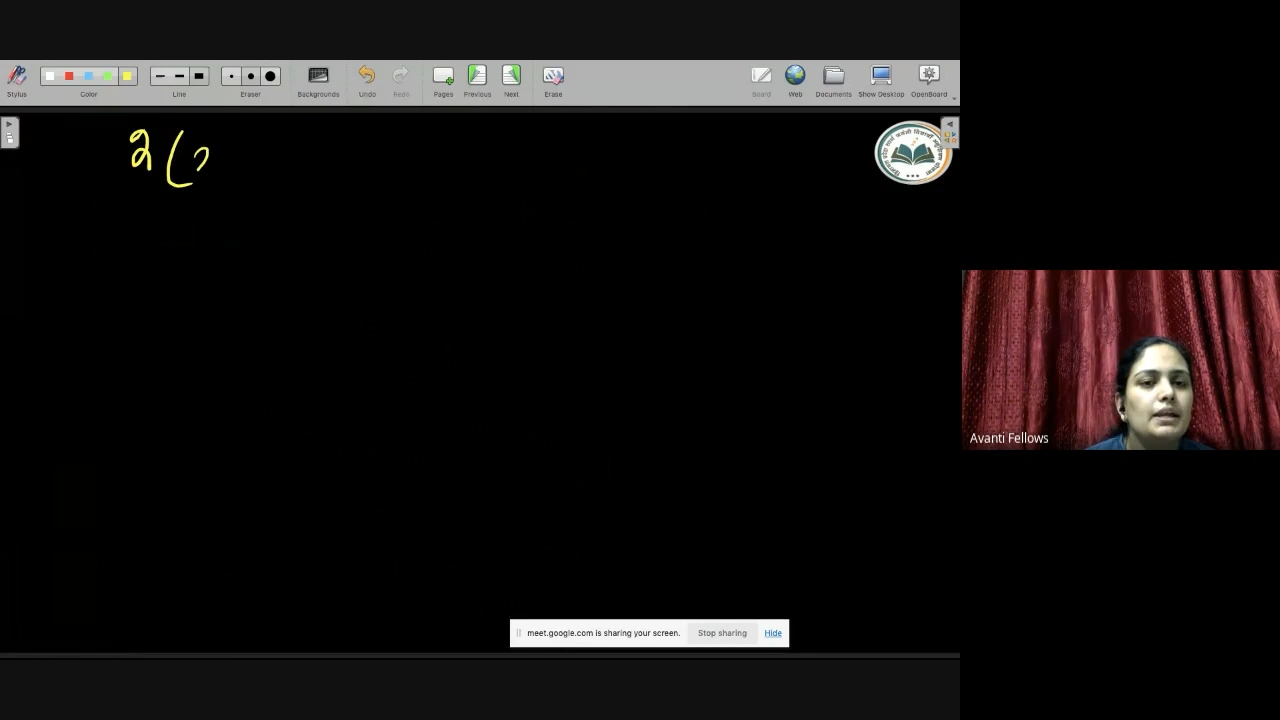 Stylus Color Line Eraser Backgrounds Undo Redo Pages Previous Next Erase Board Web Documents Show Desktop OpenBoard
2 (
Avanti Fellows
meet.google.com is sharing your screen. Stop sharing Hide